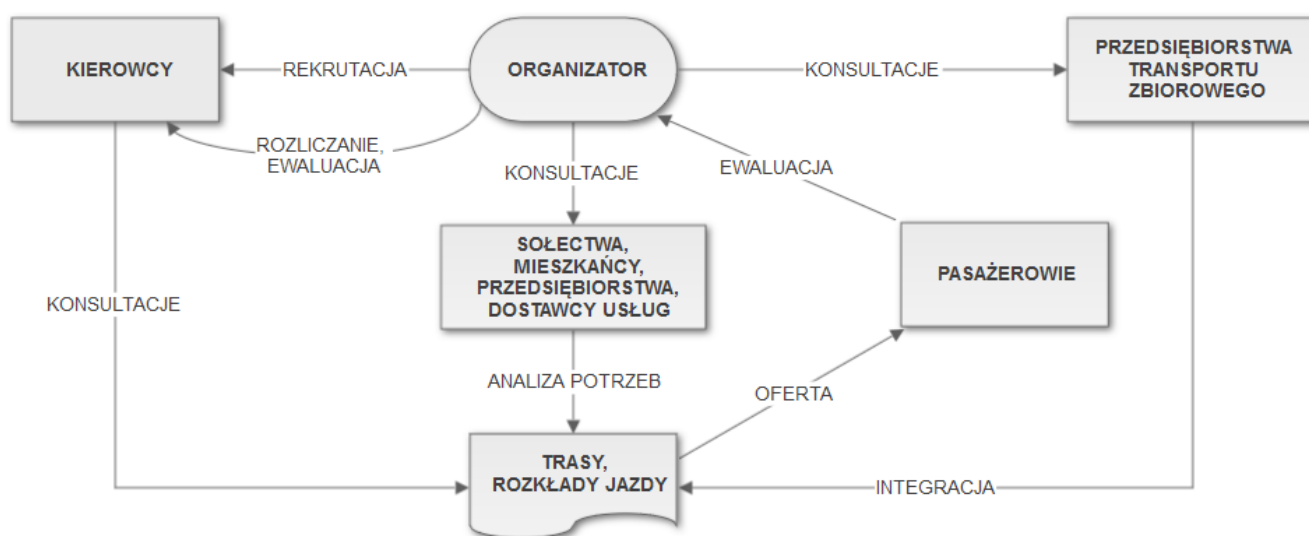 KIEROWCY
REKRUTACJA
ORGANIZATOR
KONSULTACJE
PRZEDSIĘBIORSTWA
TRANSPORTU
ZBIOROWEGO
ROZLICZANIE,
EWALUACJA
KONSULTACJE
EWALUACJA
SOŁECTWA,
MIESZKAŃCY,
PRZEDSIĘBIORSTWA,
DOSTAWCY USŁUG
PASAŻEROWIE
KONSULTACJE
ANALIZA POTRZEB
OFERTA
TRASY,
ROZKŁADY JAZDY
INTEGRACJA